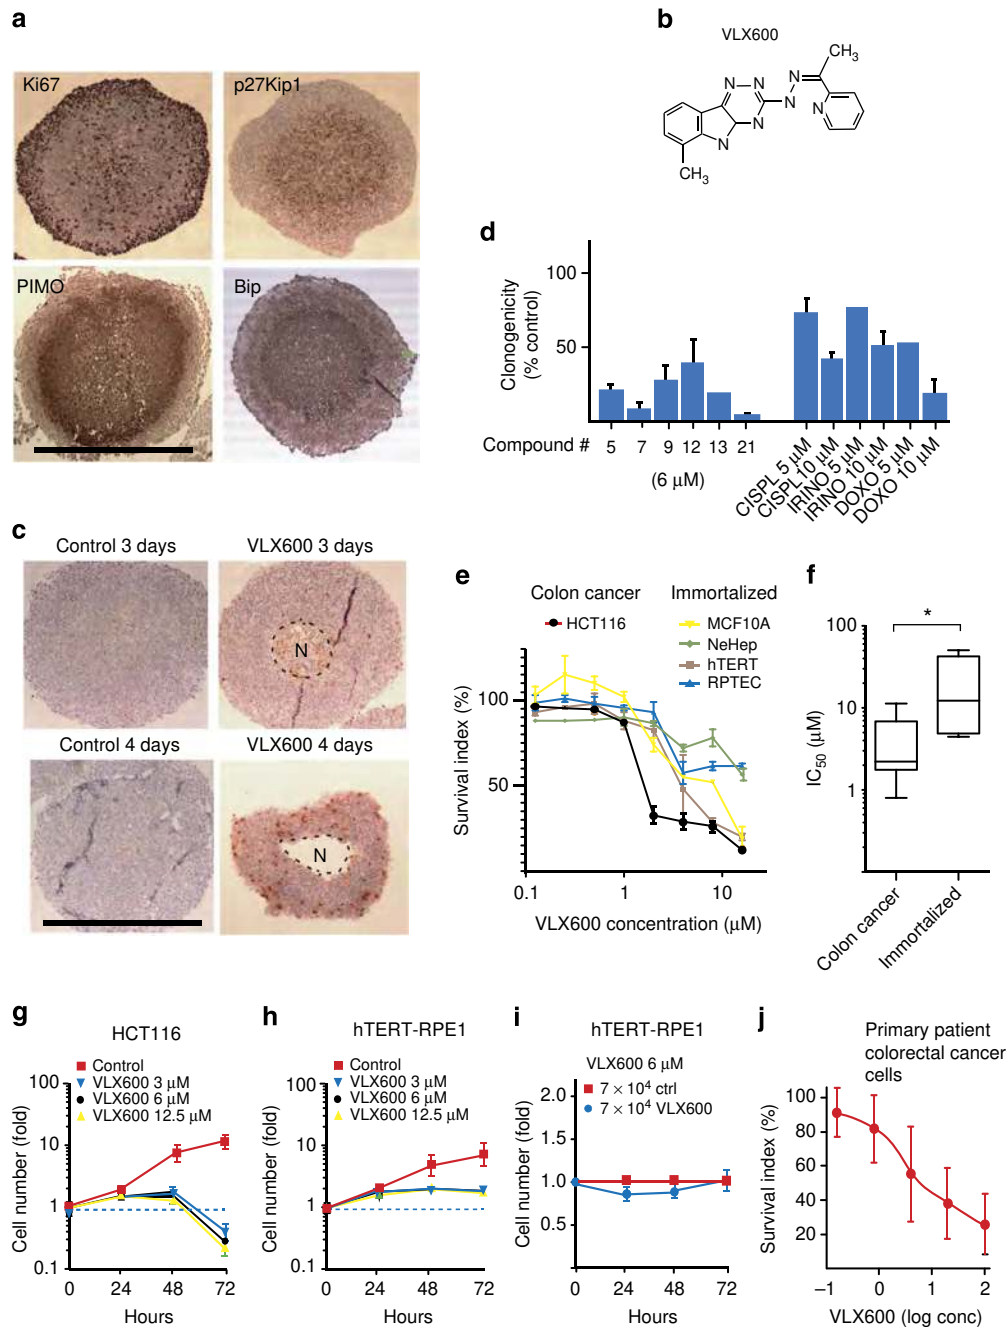 a
Ki67
p27Kip1
PIMO
Bip
b
VLX600
N N N CH3
N N N N
N
CH3
c
Control 3 days
VLX600 3 days
N
Control 4 days
VLX600 4 days
N
d
Clonogenicity
(% control)
100
50
Compound #
5 7 9 12 13 21
(6 µM)
CISPL 5 µM
CISPL 10 µM
IRINO 5 µM
IRINO 10 µM
DOXO 5 µM
DOXO 10 µM
e
Colon cancer
HCT116
Immortalized
MCF10A
NeHep
hTERT
RPTEC
Survival index (%)
100
50
0.1 1 10
VLX600 concentration (µM)
f
*
IC50 (µM)
100
10
1
Colon cancer
Immortalized
g
HCT116
Control
VLX600 3 µM
VLX600 6 µM
VLX600 12.5 µM
Cell number (fold)
100
10
1
0.1
0 24 48 72
Hours
h
hTERT-RPE1
Control
VLX600 3 µM
VLX600 6 µM
VLX600 12.5 µM
Cell number (fold)
100
10
1
0.1
0 24 48 72
Hours
i
hTERT-RPE1
VLX600 6 µM
7 × 10⁴ ctrl
7 × 10⁴ VLX600
Cell number (fold)
2.0
1.5
1.0
0.5
0 24 48 72
Hours
j
Primary patient
colorectal cancer
cells
Survival index (%)
100
80
60
40
20
–1 0 1 2
VLX600 (log conc)